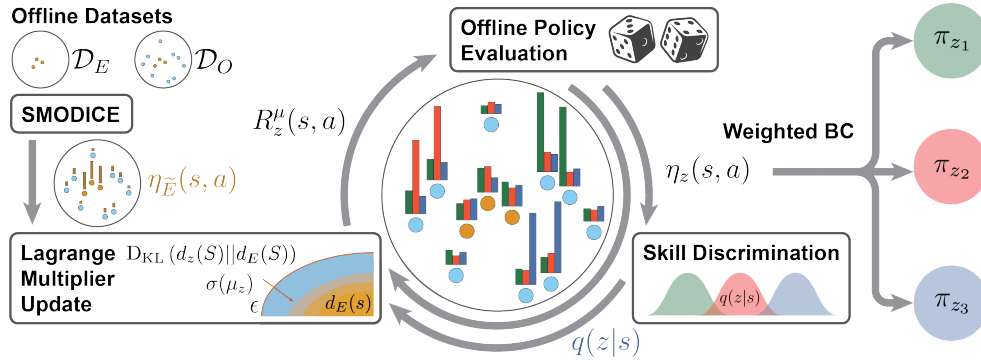 Offline Datasets
𝒟_E
𝒟_O
SMODICE
η_Ẽ(s, a)
Lagrange
Multiplier
Update
D_KL (d_z(S)||d_E(S))
σ(μ_z)
ϵ
d_E(s)
R_z^μ(s, a)
Offline Policy
Evaluation
η_z(s, a)
Skill Discrimination
q(z|s)
q(z|s)
Weighted BC
π_z₁
π_z₂
π_z₃